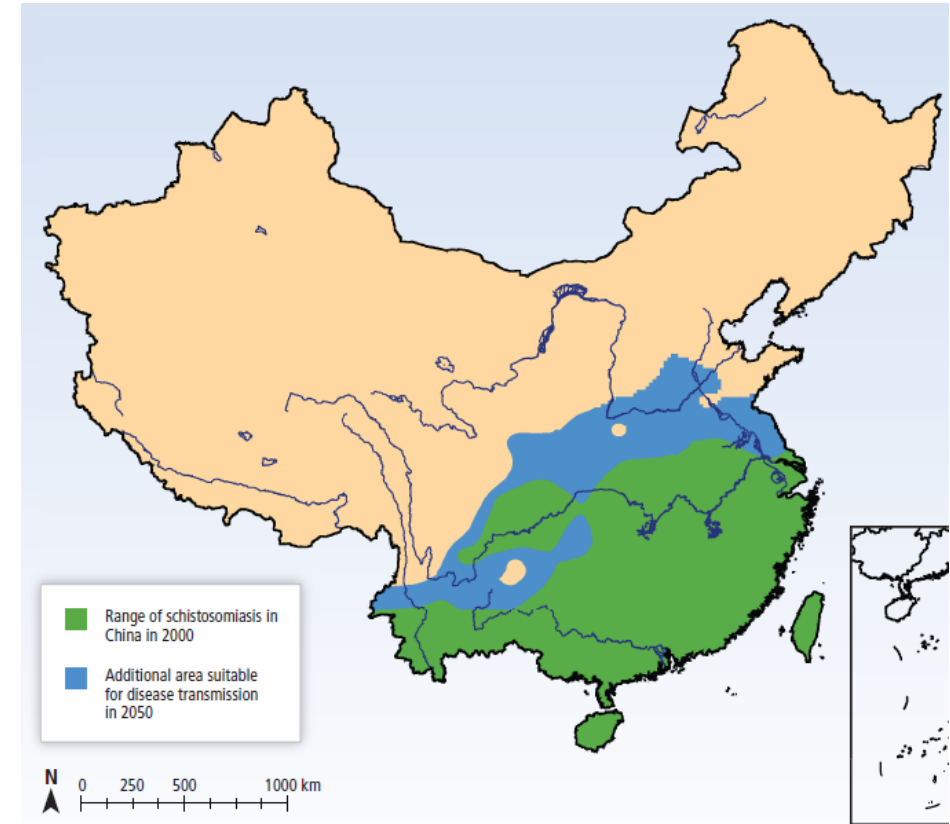 Range of schistosomiasis in
China in 2000
Additional area suitable
for disease transmission
in 2050
N
0 250 500 1000 km